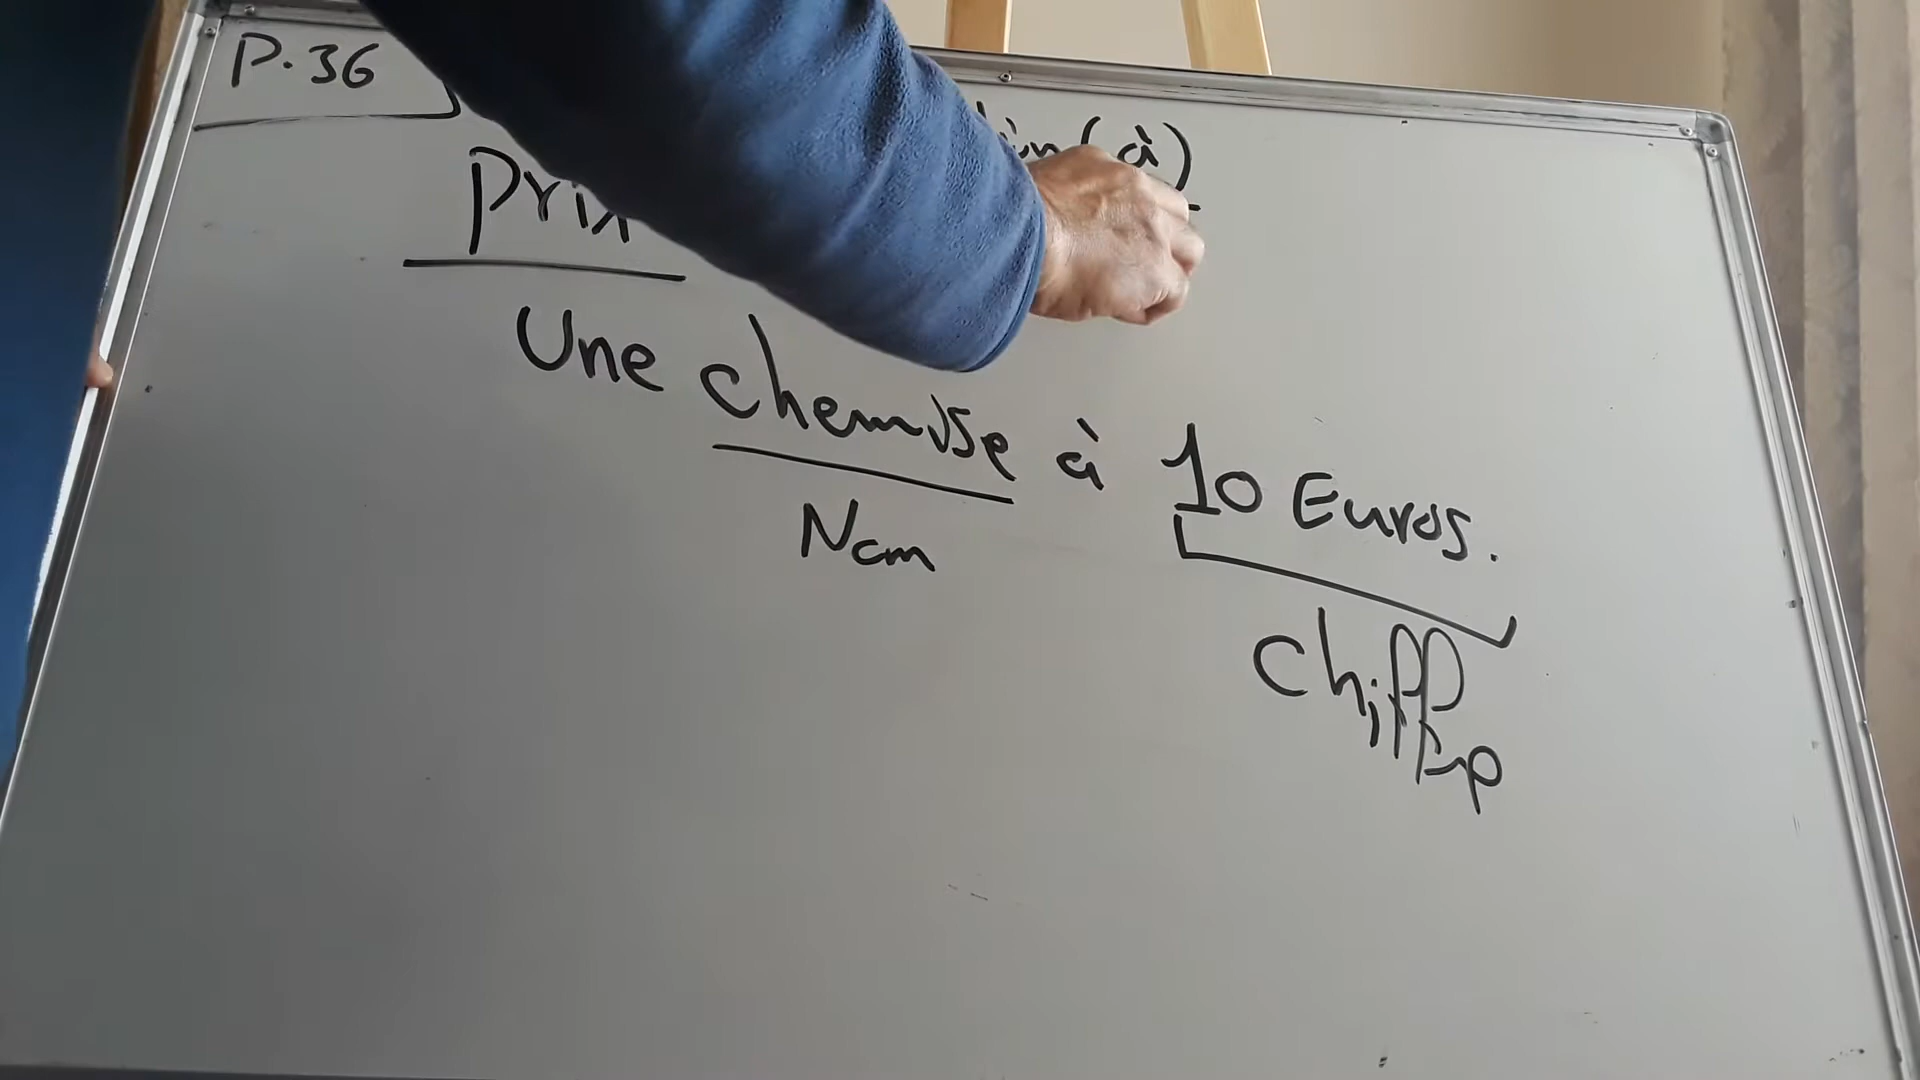 P. 36
(à)
prix
Une chemise à 10 Euros.
Nom
Chiffre